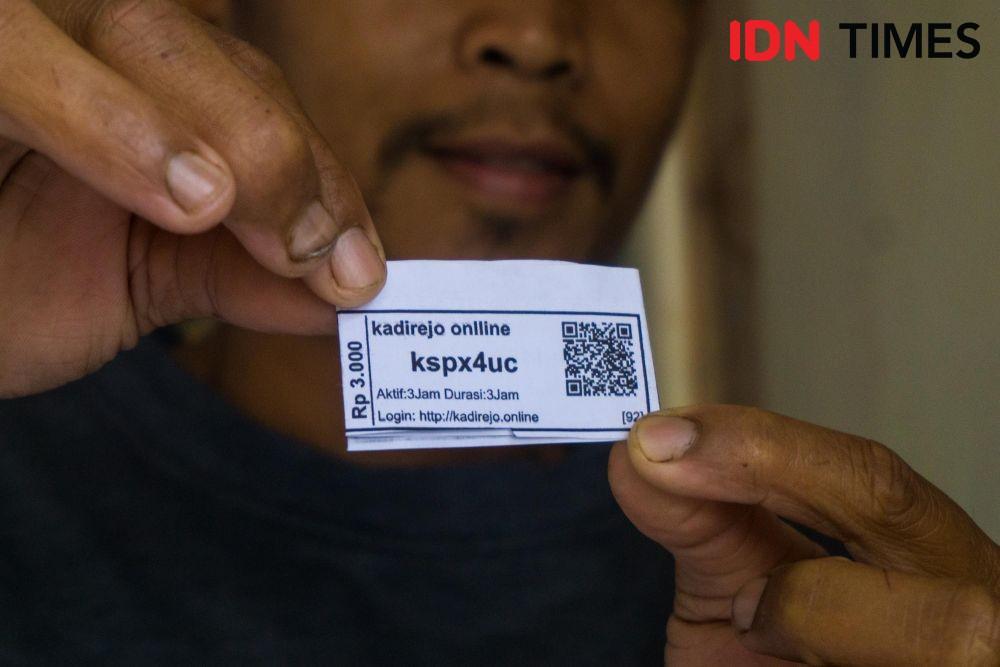 IDN TIMES
Rp 3.000
kadirejo onlline
kspx4uc
Aktif:3Jam Durasi:3Jam
Login: http://kadirejo.online
[92]